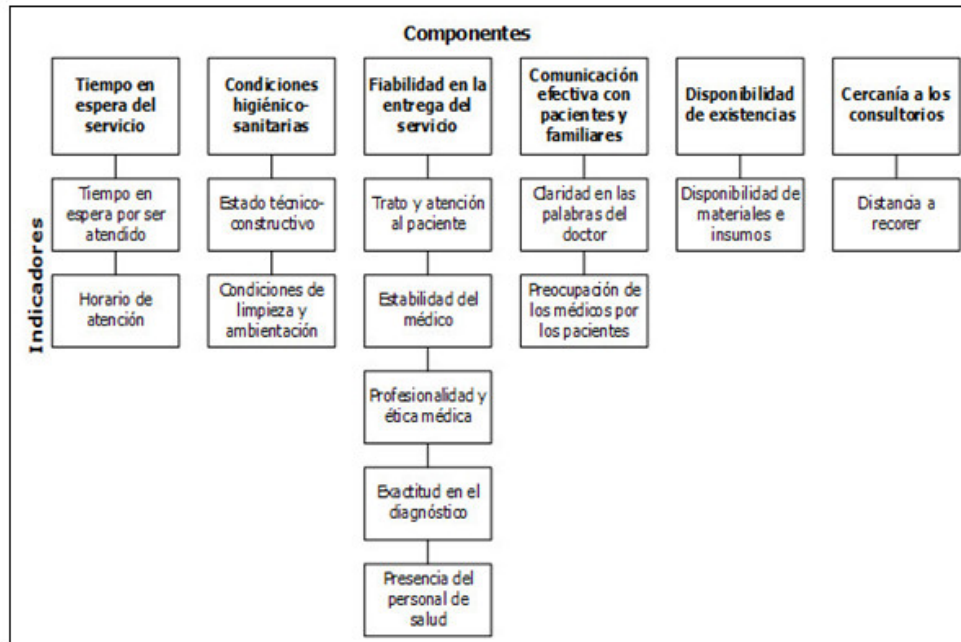 Componentes
Indicadores
Tiempo en
espera del
servicio
Tiempo en
espera por ser
atendido
Horario de
atención
Condiciones
higiénico-
sanitarias
Estado técnico-
constructivo
Condiciones de
limpieza y
ambientación
Fiabilidad en la
entrega del
servicio
Trato y atención
al paciente
Estabilidad del
médico
Profesionalidad y
ética médica
Exactitud en el
diagnóstico
Presencia del
personal de
salud
Comunicación
efectiva con
pacientes y
familiares
Claridad en las
palabras del
doctor
Preocupación de
los médicos por
los pacientes
Disponibilidad
de existencias
Disponibilidad de
materiales e
insumos
Cercanía a los
consultorios
Distancia a
recorer